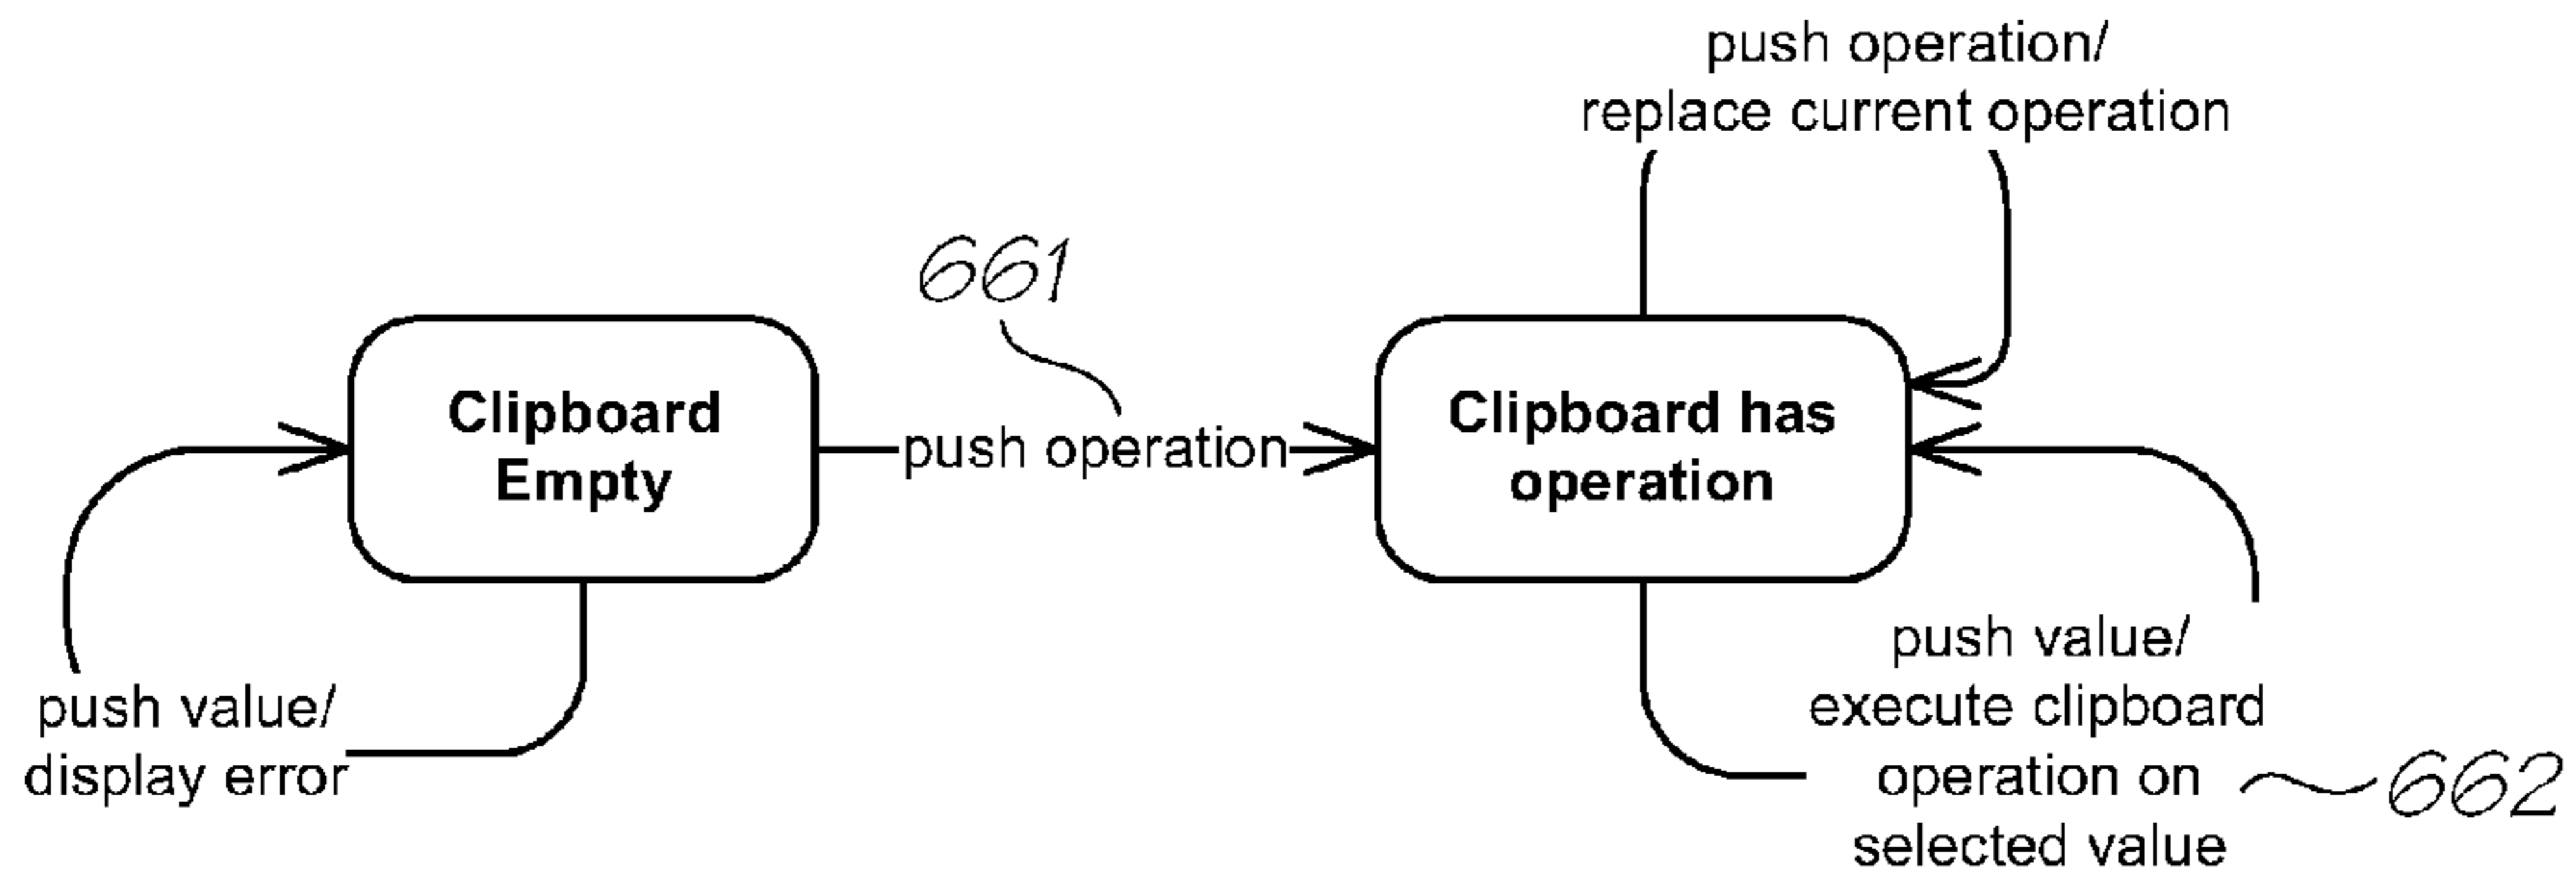 push operation/
replace current operation
661
Clipboard
Empty
push operation
Clipboard has
operation
push value/
display error
push value/
execute clipboard
operation on
selected value
662